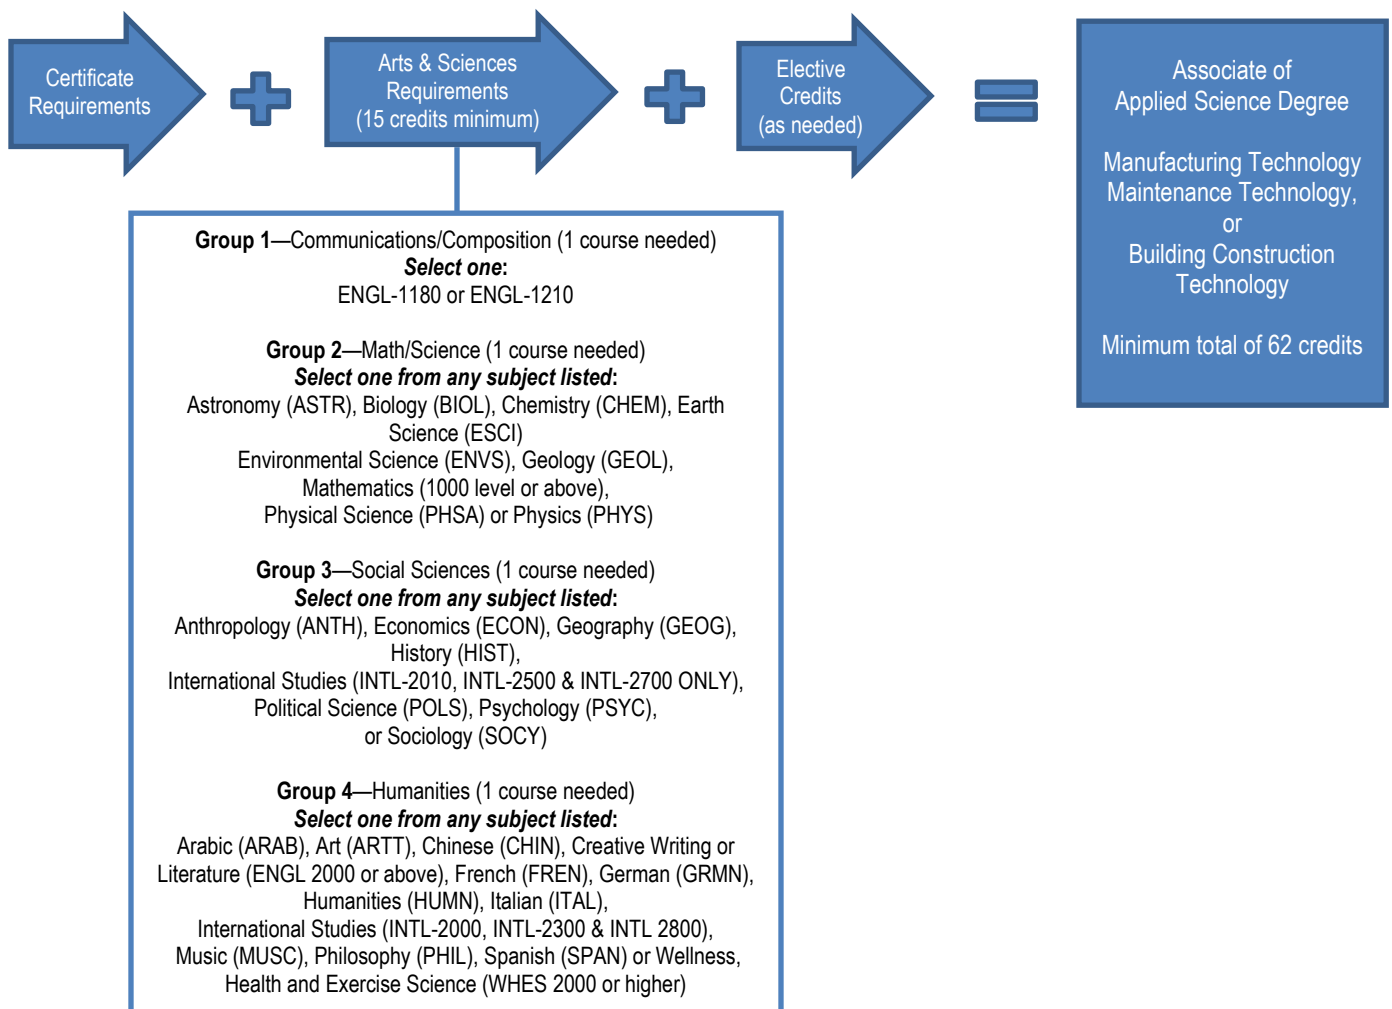 Certificate
Requirements
Arts & Sciences
Requirements
(15 credits minimum)
Elective
Credits
(as needed)
Associate of
Applied Science Degree
Manufacturing Technology
Maintenance Technology,
or
Building Construction
Technology
Minimum total of 62 credits
Group 1—Communications/Composition (1 course needed)
Select one:
ENGL-1180 or ENGL-1210
Group 2—Math/Science (1 course needed)
Select one from any subject listed:
Astronomy (ASTR), Biology (BIOL), Chemistry (CHEM), Earth
Science (ESCI)
Environmental Science (ENVS), Geology (GEOL),
Mathematics (1000 level or above),
Physical Science (PHSA) or Physics (PHYS)
Group 3—Social Sciences (1 course needed)
Select one from any subject listed:
Anthropology (ANTH), Economics (ECON), Geography (GEOG),
History (HIST),
International Studies (INTL-2010, INTL-2500 & INTL-2700 ONLY),
Political Science (POLS), Psychology (PSYC),
or Sociology (SOCY)
Group 4—Humanities (1 course needed)
Select one from any subject listed:
Arabic (ARAB), Art (ARTT), Chinese (CHIN), Creative Writing or
Literature (ENGL 2000 or above), French (FREN), German (GRMN),
Humanities (HUMN), Italian (ITAL),
International Studies (INTL-2000, INTL-2300 & INTL 2800),
Music (MUSC), Philosophy (PHIL), Spanish (SPAN) or Wellness,
Health and Exercise Science (WHES 2000 or higher)